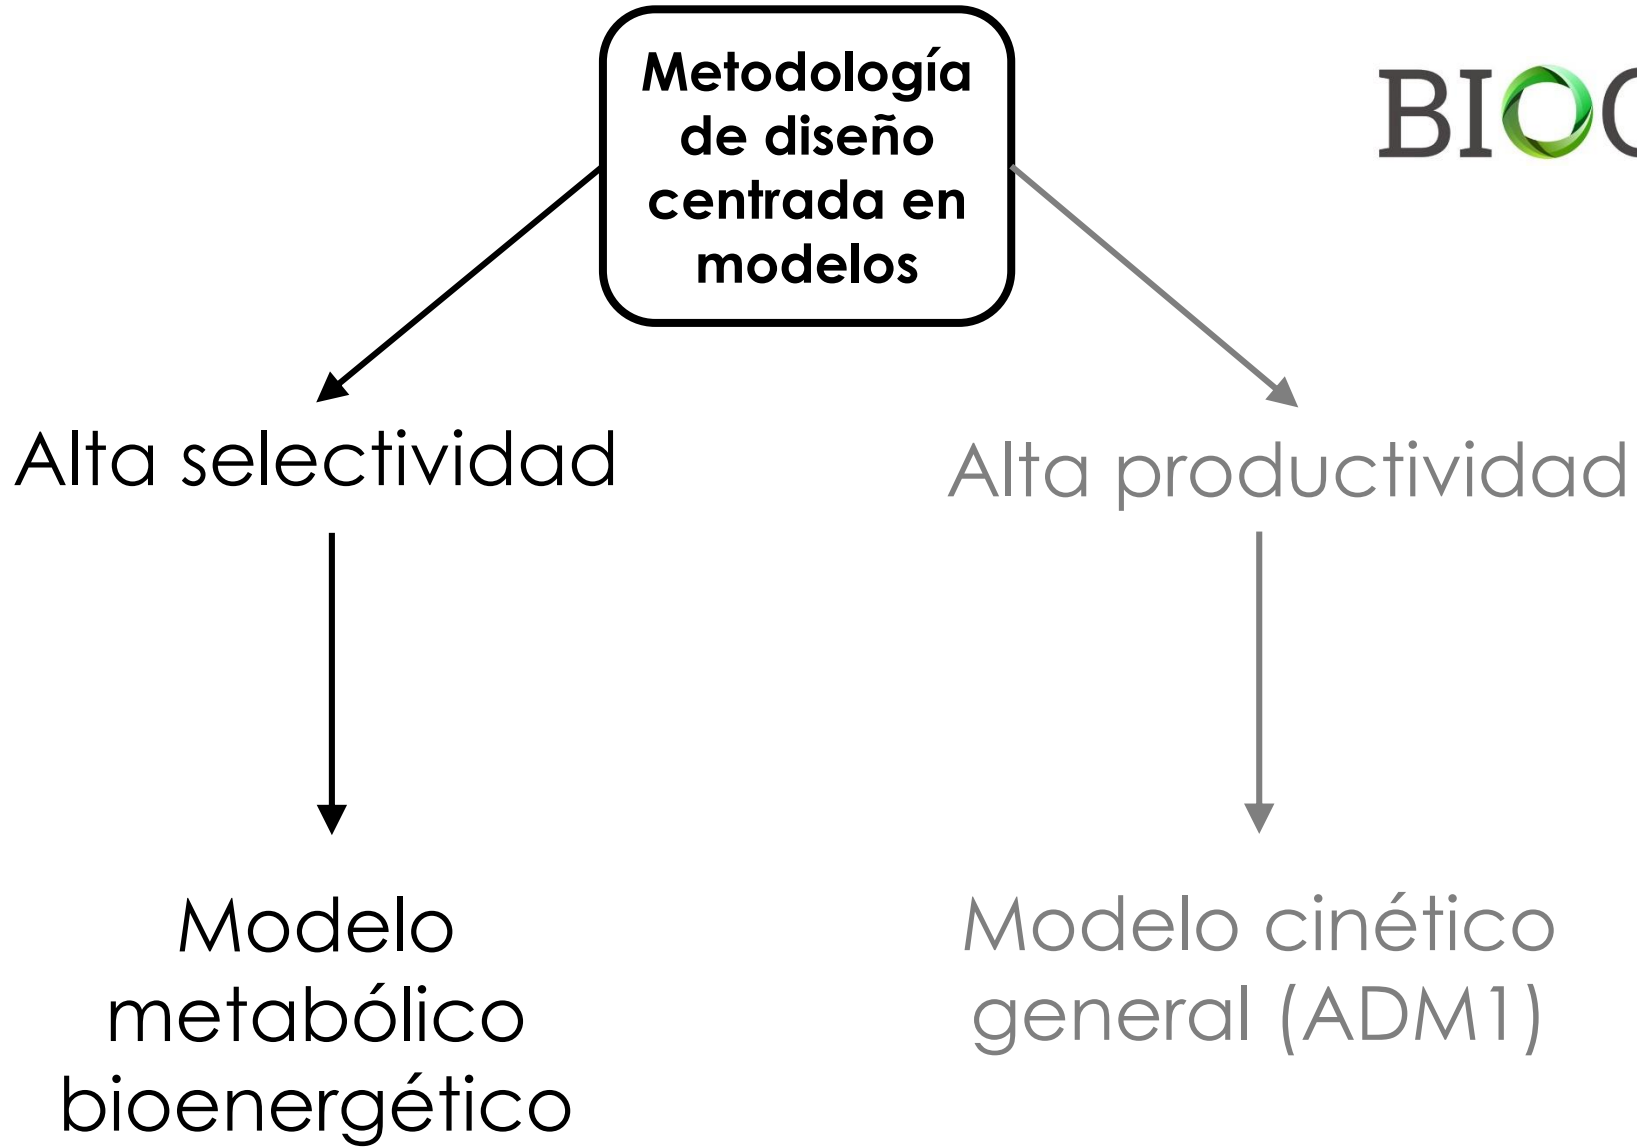 Metodología
de diseño
centrada en
modelos
Alta selectividad
Alta productividad
Modelo
metabólico
bioenergético
Modelo cinético
general (ADM1)